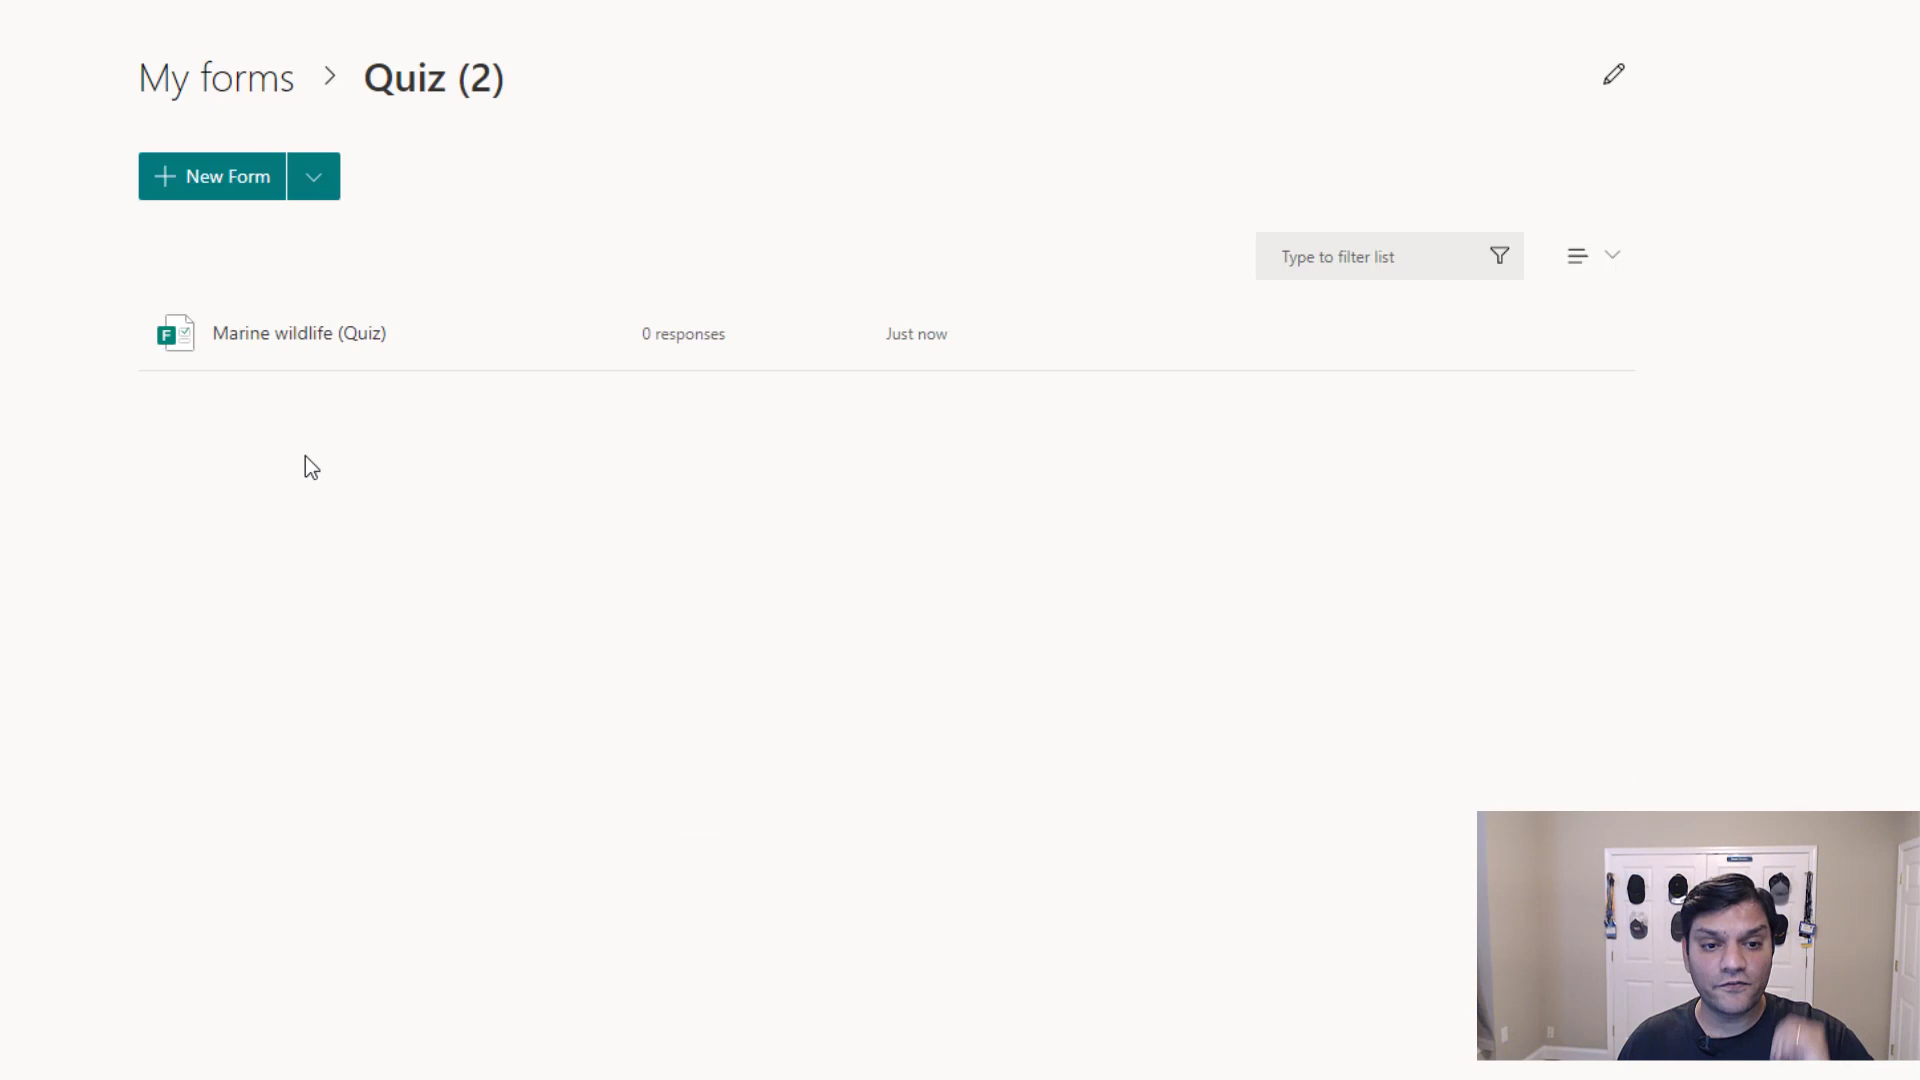 My forms > Quiz (2)
+ New Form
Type to filter list
F Marine wildlife (Quiz) 0 responses Just now